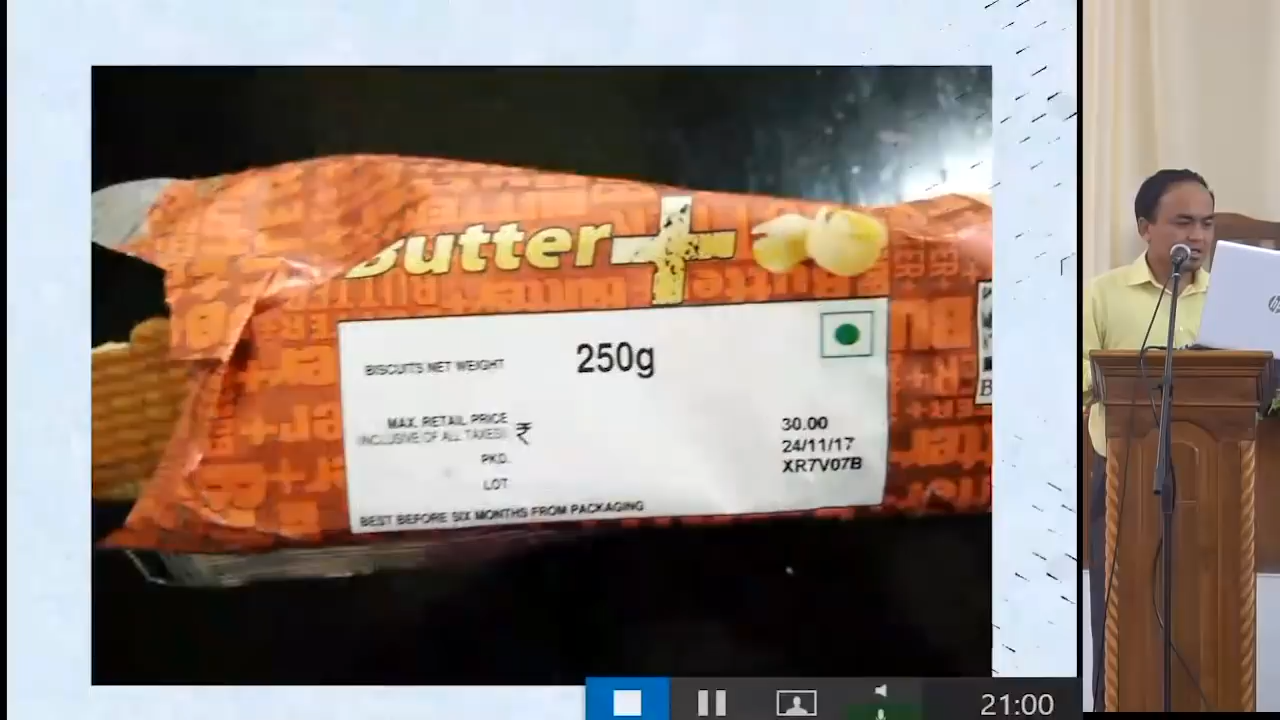 Butter+
BISCUITS NET WEIGHT 250g
MAX. RETAIL PRICE
(INCLUSIVE OF ALL TAXES) ₹ 30.00
PKD. 24/11/17
LOT XR7V07B
BEST BEFORE SIX MONTHS FROM PACKAGING
21:00